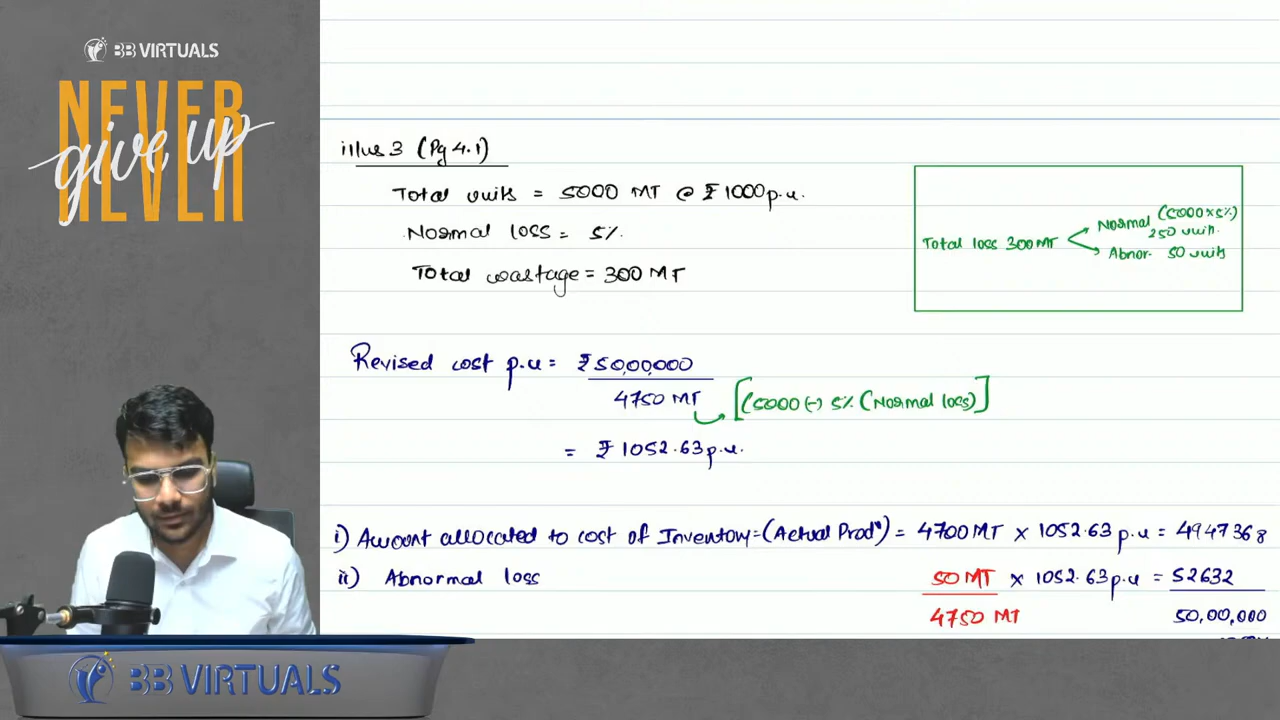 BB VIRTUALS
NEVER
give up
NEVER
illus 3 (Pg 4.1)
Total units = 5000 MT @ ₹1000 p.u.
Normal loss = 5%.
Total wastage = 300 MT
Total loss 300 MT
Normal (5000×5%)
250 unit.
Abnor. 50 units
Revised cost p.u = ₹50,00,000
4750 MT
[(5000 (-) 5% (Normal loss)]
= ₹1052.63 p.u.
i) Amount allocated to cost of Inventory = (Actual Prodⁿ) = 4700 MT × 1052.63 p.u = 4947368
ii) Abnormal loss 50 MT × 1052.63 p.u = 52632
4750 MT 50,00,000
BB VIRTUALS